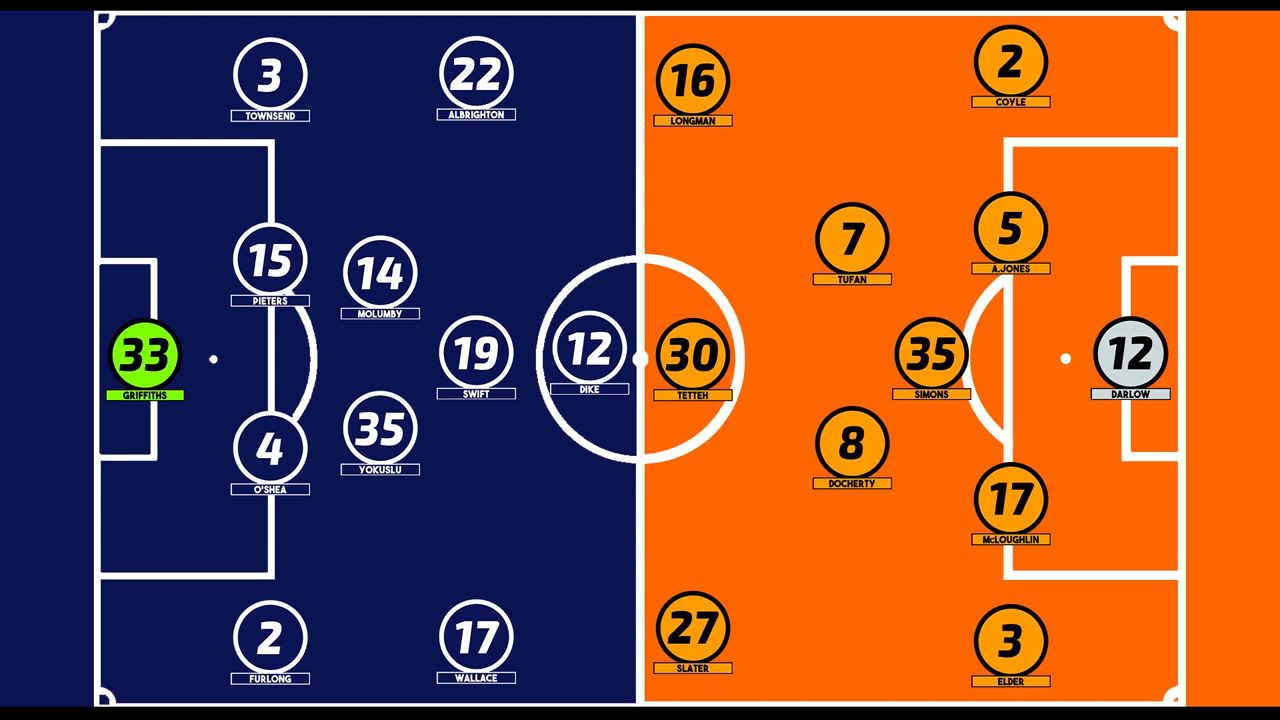 3
TOWNSEND
22
ALBRIGHTON
15
PIETERS
14
MOLUMBY
33
GRIFFITHS
19
SWIFT
12
DIKE
4
O'SHEA
35
YOKUSLU
2
FURLONG
17
WALLACE
16
LONGMAN
2
COYLE
7
TUFAN
5
A.JONES
30
TETTEH
35
SIMONS
12
DARLOW
8
DOCHERTY
17
McLOUGHLIN
27
SLATER
3
ELDER